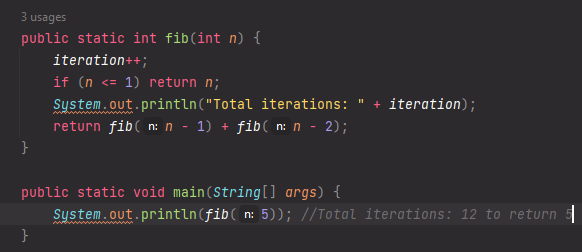 3 usages
public static int fib(int n) {
iteration++;
if (n <= 1) return n;
System.out.println("Total iterations: " + iteration);
return fib( n: n - 1) + fib( n: n - 2);
}
public static void main(String[] args) {
System.out.println(fib( n: 5)); //Total iterations: 12 to return 5
}